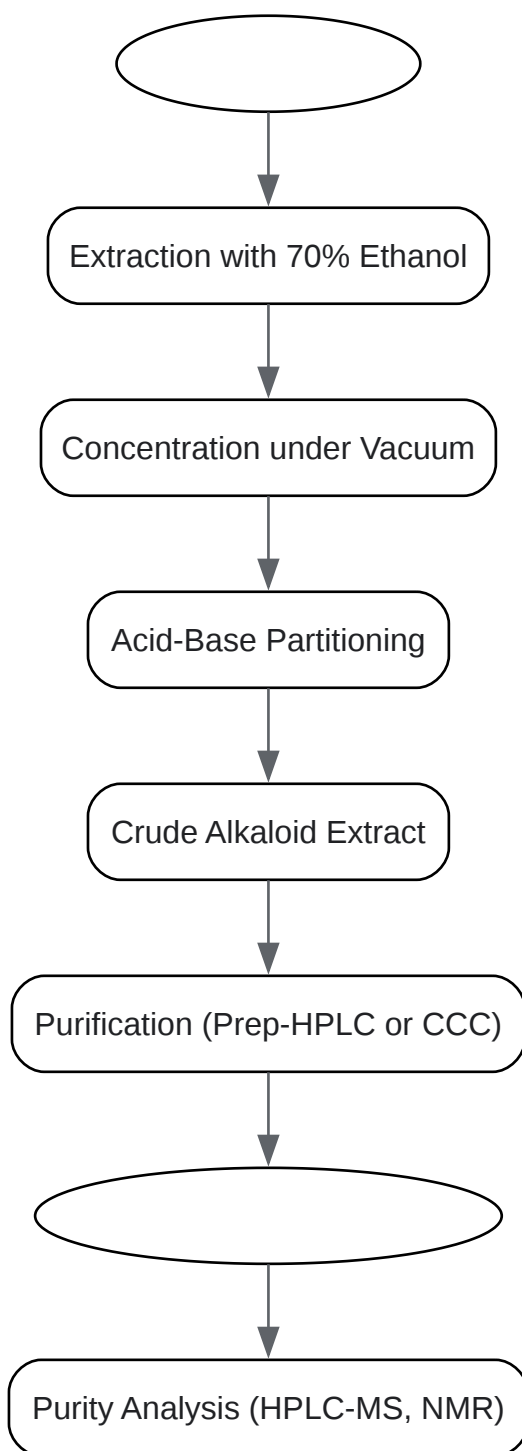 Extraction with 70% Ethanol
Concentration under Vacuum
Acid-Base Partitioning
Crude Alkaloid Extract
Purification (Prep-HPLC or CCC)
Purity Analysis (HPLC-MS, NMR)